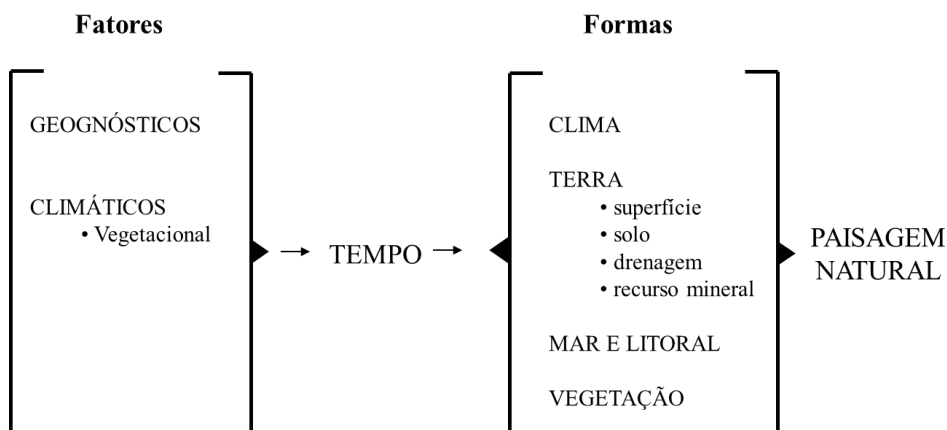 Fatores
GEOGNÓSTICOS
CLIMÁTICOS
• Vegetacional
TEMPO
Formas
CLIMA
TERRA
• superfície
• solo
• drenagem
• recurso mineral
MAR E LITORAL
VEGETAÇÃO
PAISAGEM
NATURAL